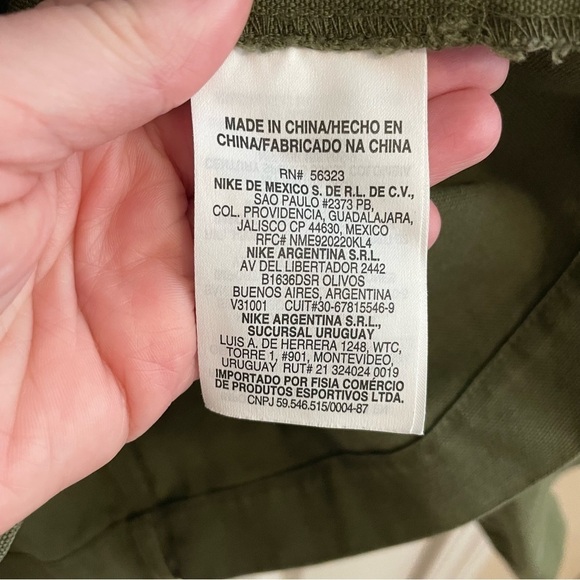 MADE IN CHINA/HECHO EN
CHINA/FABRICADO NA CHINA
RN# 56323
NIKE DE MEXICO S. DE R.L. DE C.V.,
SAO PAULO #2373 PB,
COL. PROVIDENCIA, GUADALAJARA,
JALISCO CP 44630, MEXICO
RFC# NME920220KL4
NIKE ARGENTINA S.R.L.
AV DEL LIBERTADOR 2442
B1636DSR OLIVOS
BUENOS AIRES, ARGENTINA
V31001 CUIT#30-67815546-9
NIKE ARGENTINA S.R.L.,
SUCURSAL URUGUAY
LUIS A. DE HERRERA 1248, WTC,
TORRE 1, #901, MONTEVIDEO,
URUGUAY RUT# 21 324024 0019
IMPORTADO POR FISIA COMÉRCIO
DE PRODUTOS ESPORTIVOS LTDA.
CNPJ 59.546.515/0004-87